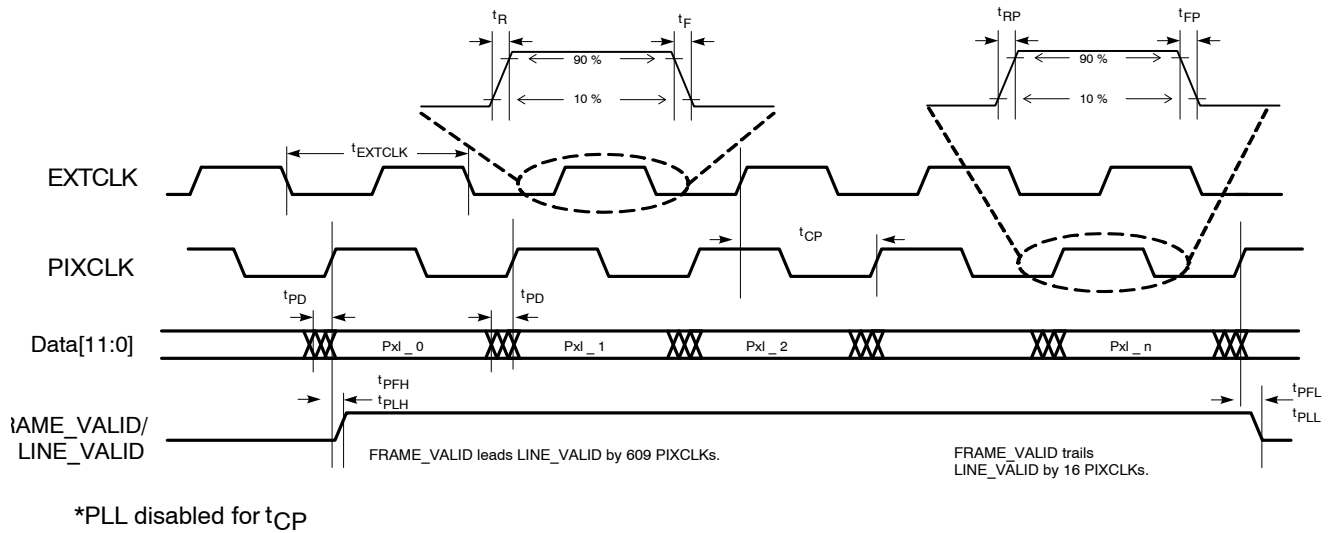 tR
tF
tRP
tFP
90 %
90 %
10 %
10 %
tEXTCLK
EXTCLK
tCP
PIXCLK
tPD
tPD
Data[11:0]
Pxl _ 0
Pxl _ 1
Pxl _ 2
Pxl _ n
tPFH
tPLH
tPFL
tPLL
RAME_VALID/
LINE_VALID
FRAME_VALID leads LINE_VALID by 609 PIXCLKs.
FRAME_VALID trails
LINE_VALID by 16 PIXCLKs.
*PLL disabled for tCP